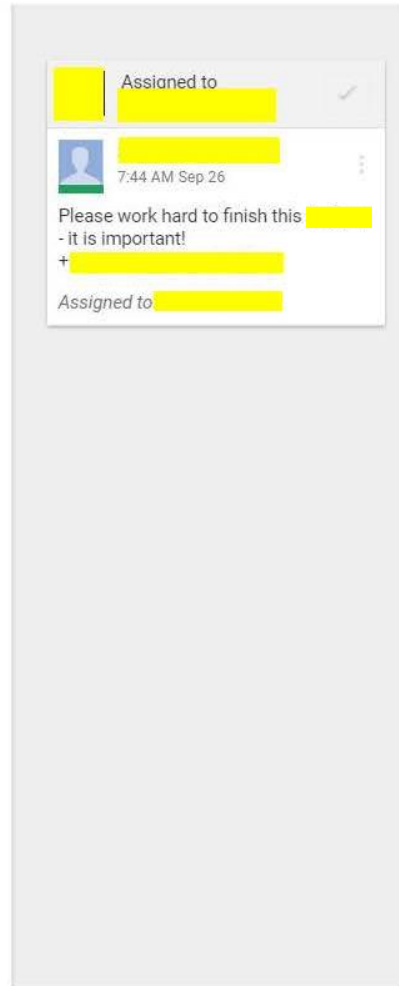 Assigned to
7:44 AM Sep 26
Please work hard to finish this
- it is important!
+
Assigned to